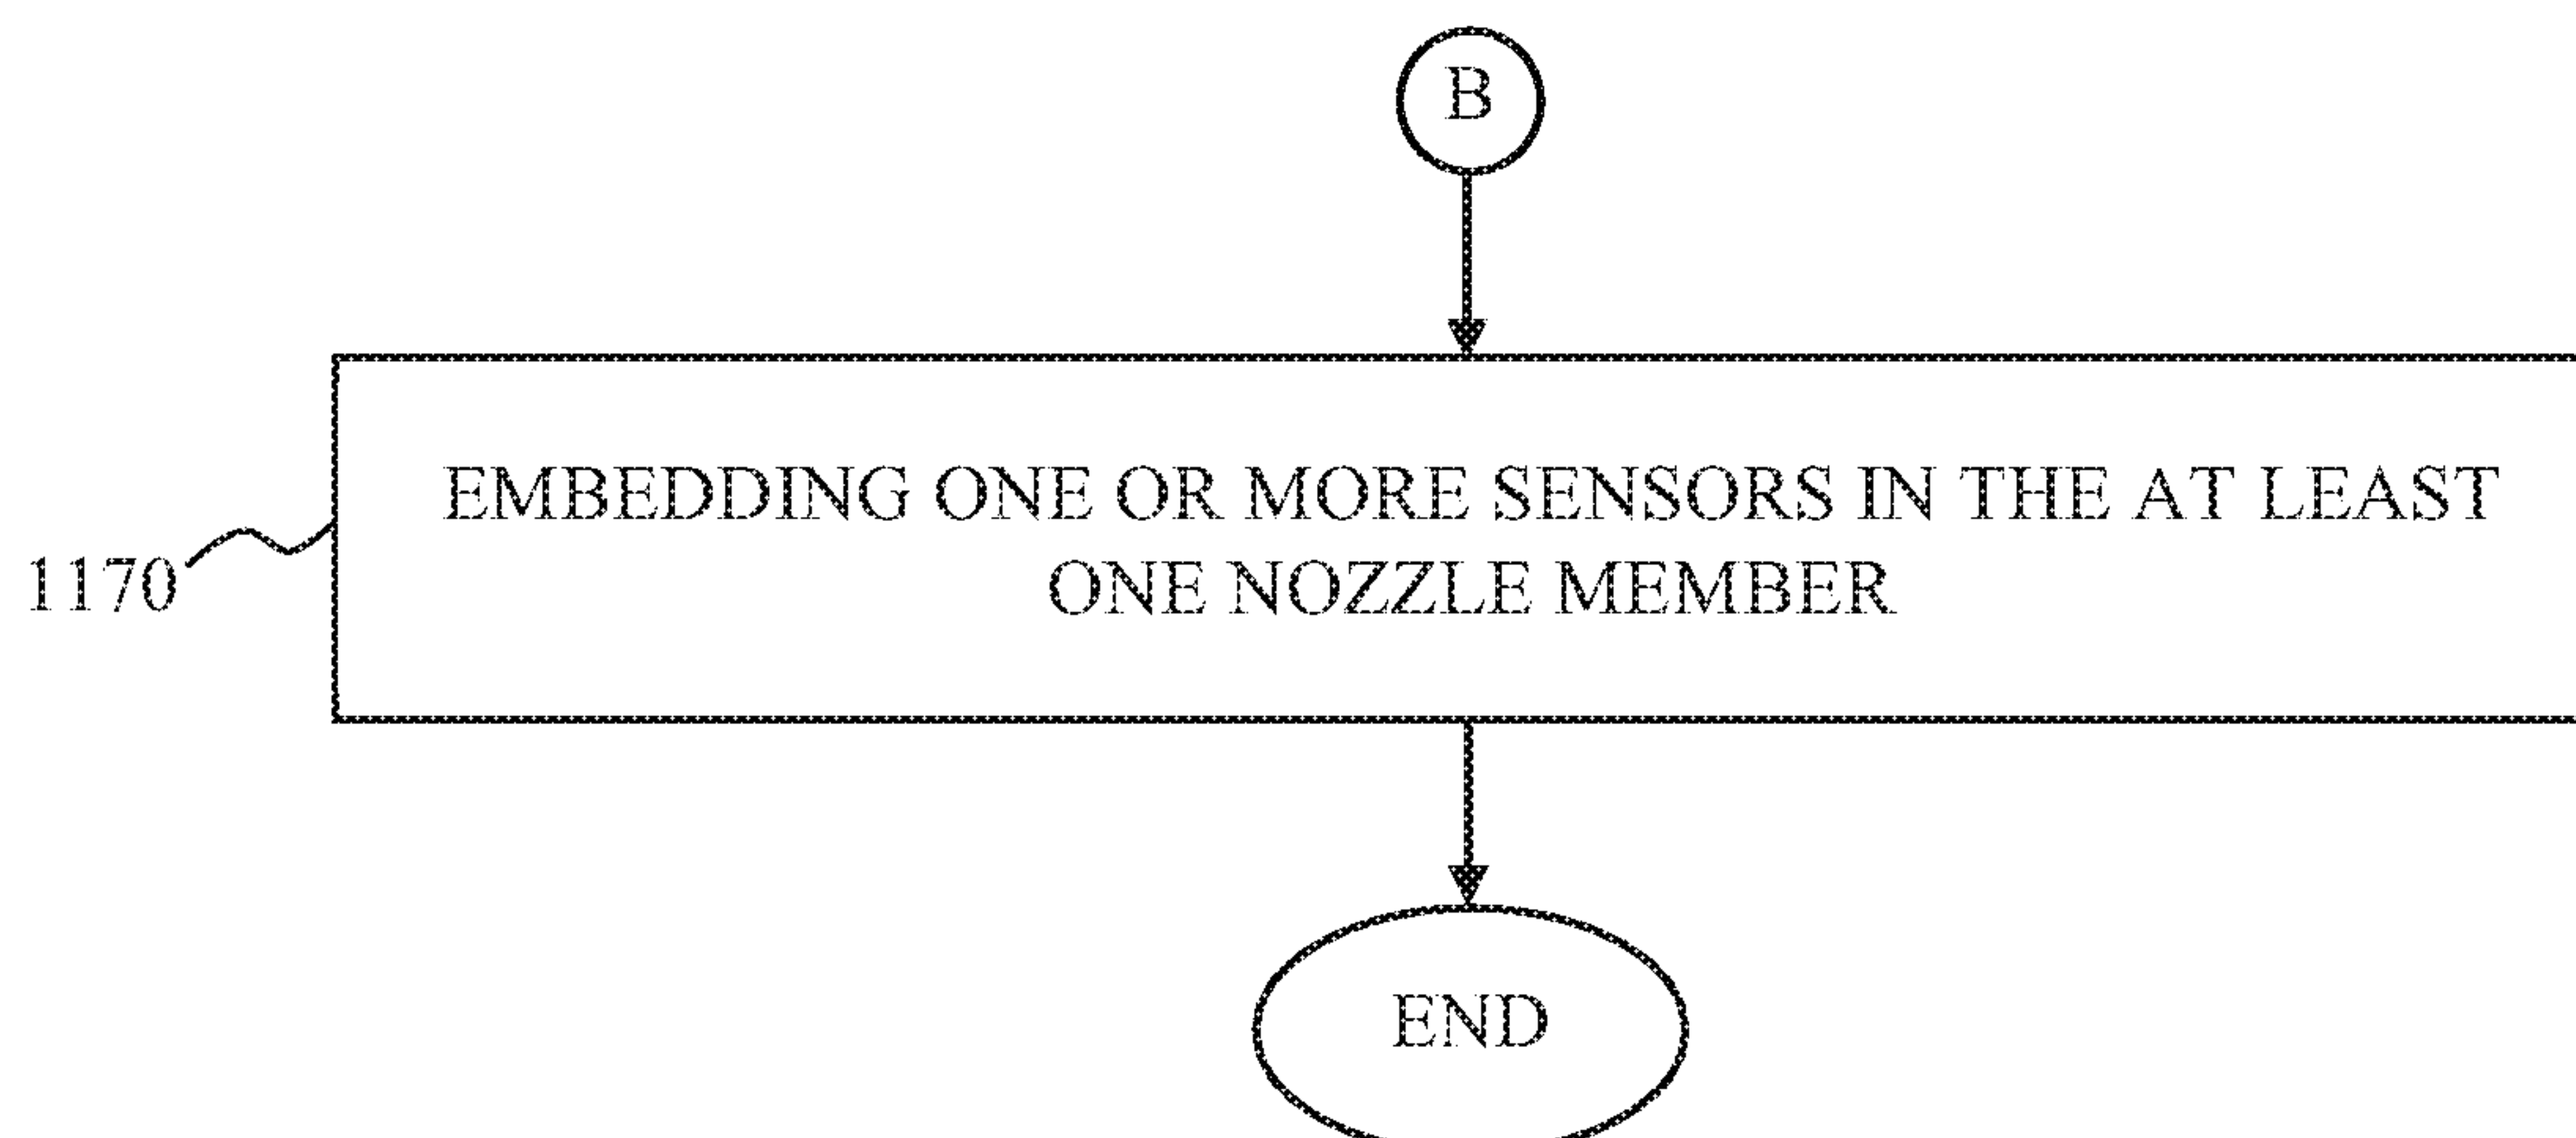 B
EMBEDDING ONE OR MORE SENSORS IN THE AT LEAST
ONE NOZZLE MEMBER
1170
END